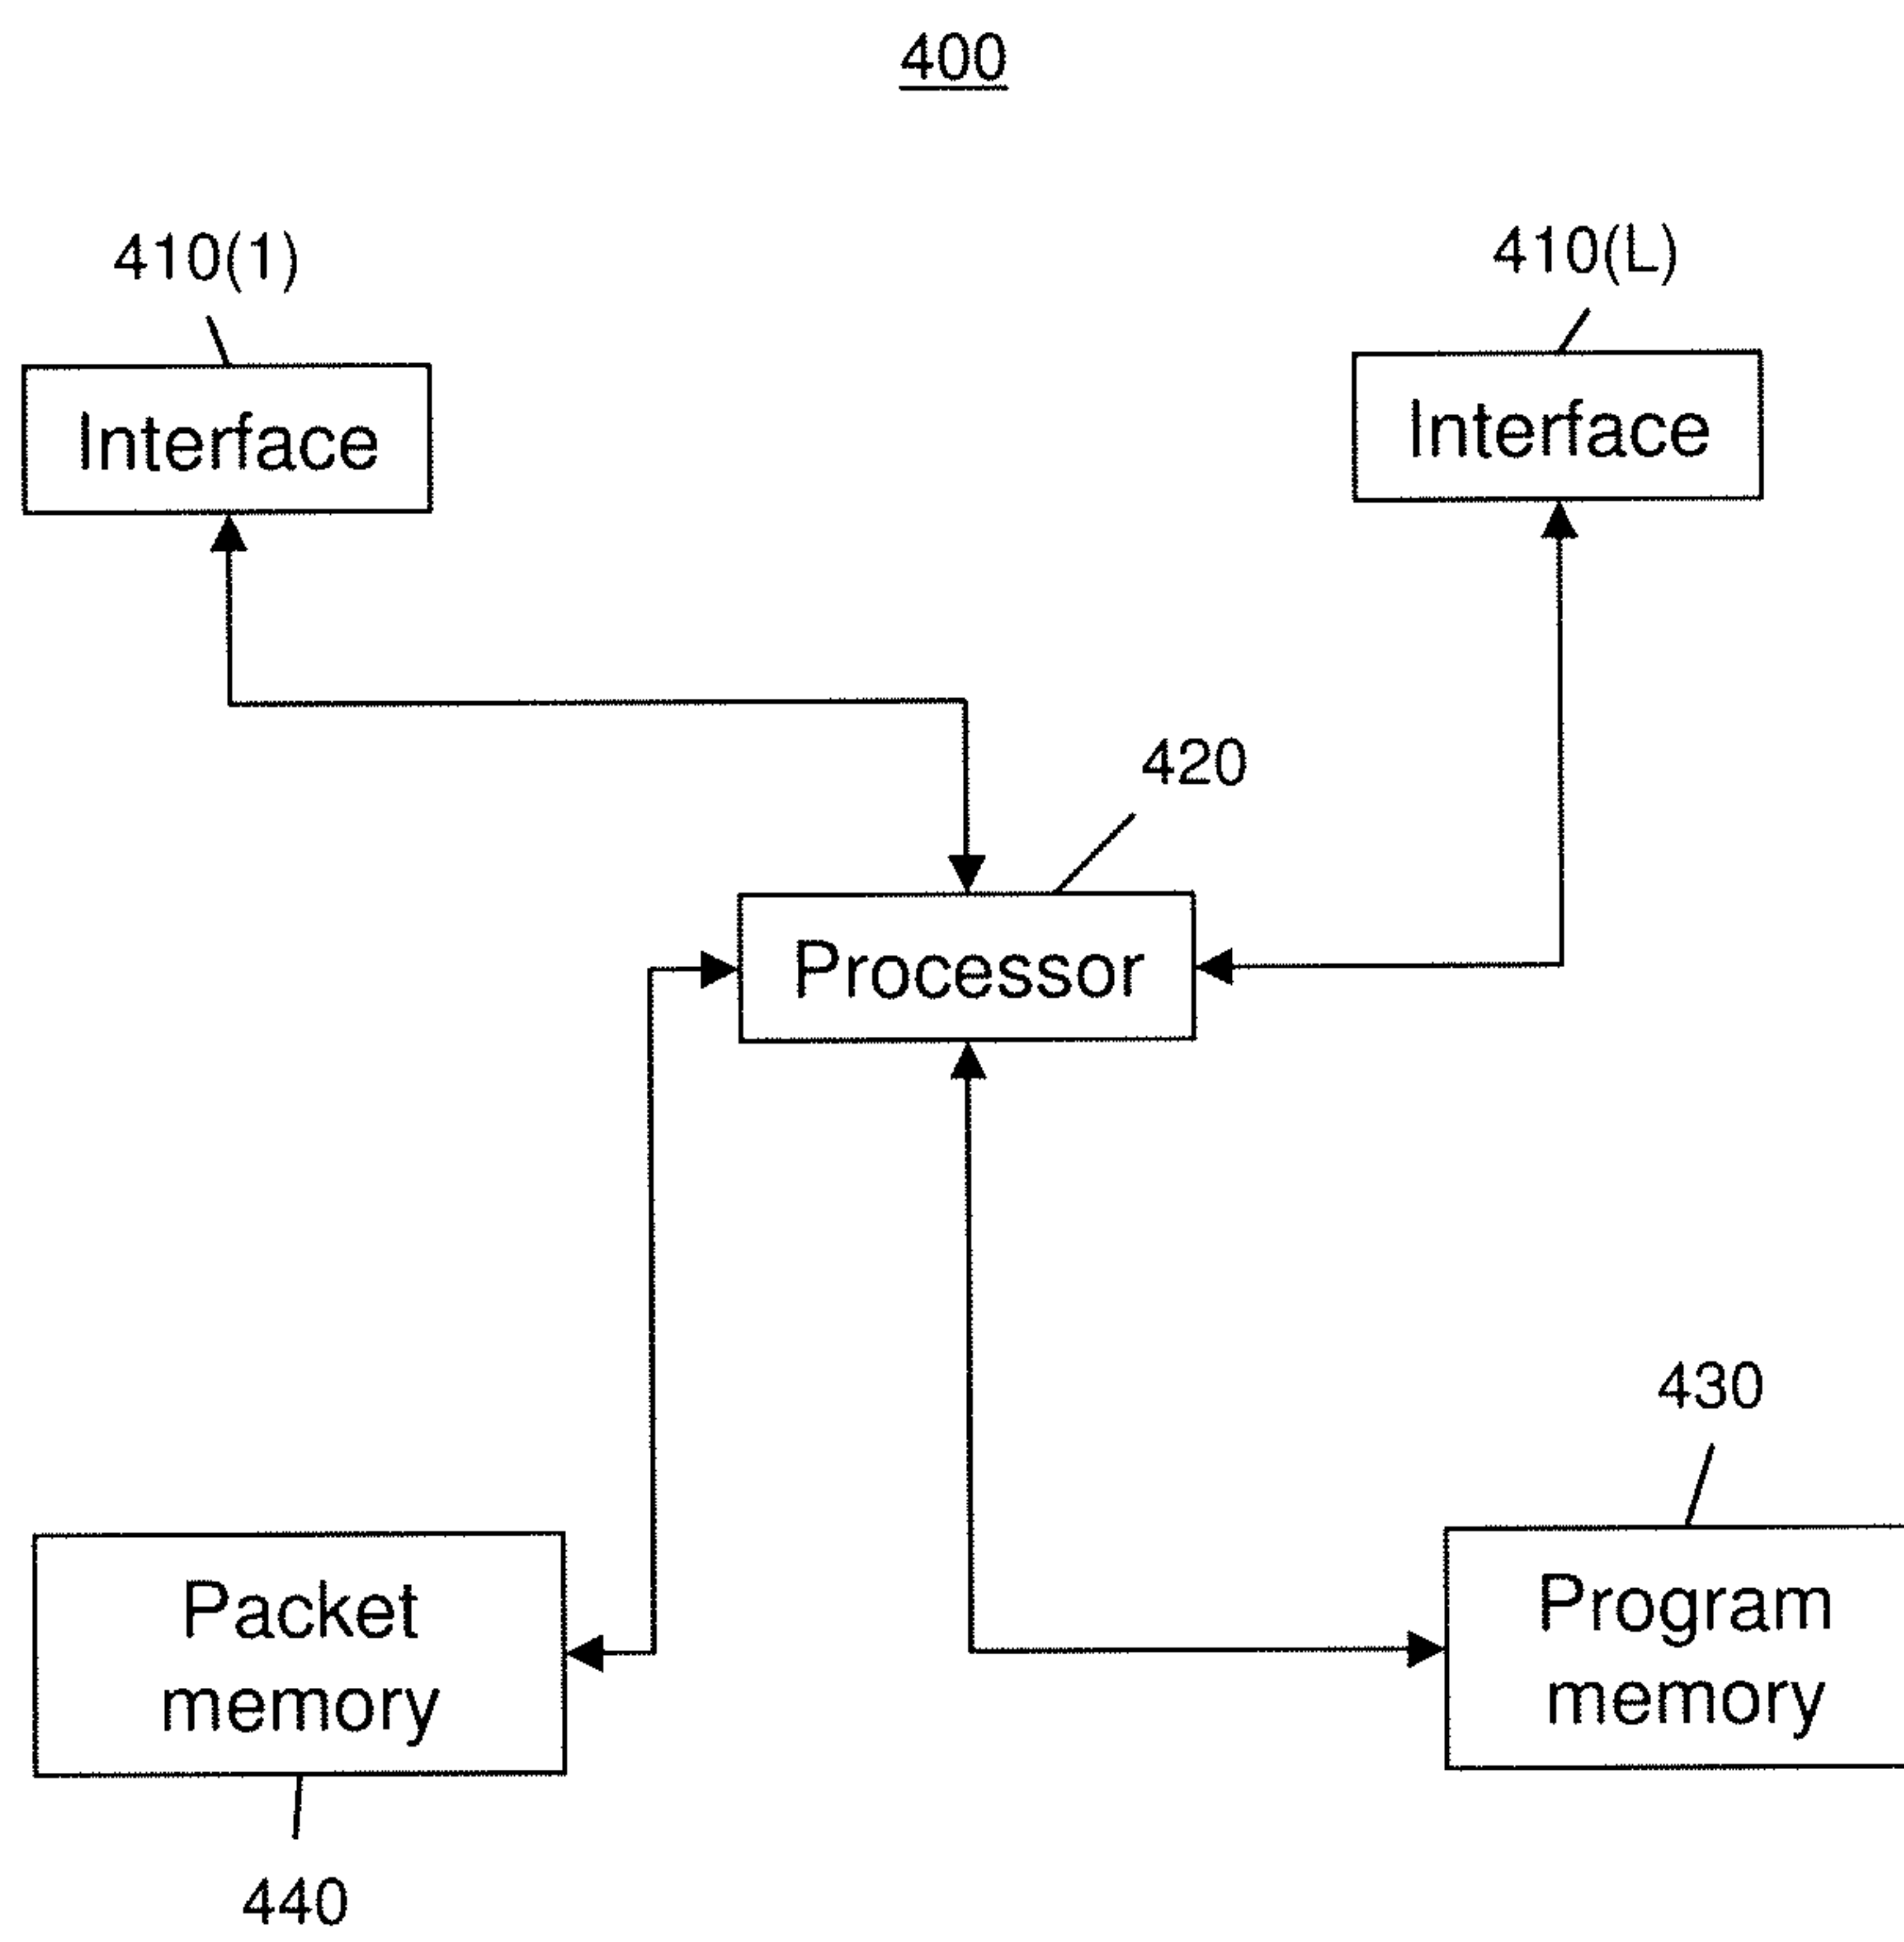 400
410(1)
410(L)
Interface
Interface
420
Processor
430
Packet
memory
Program
memory
440